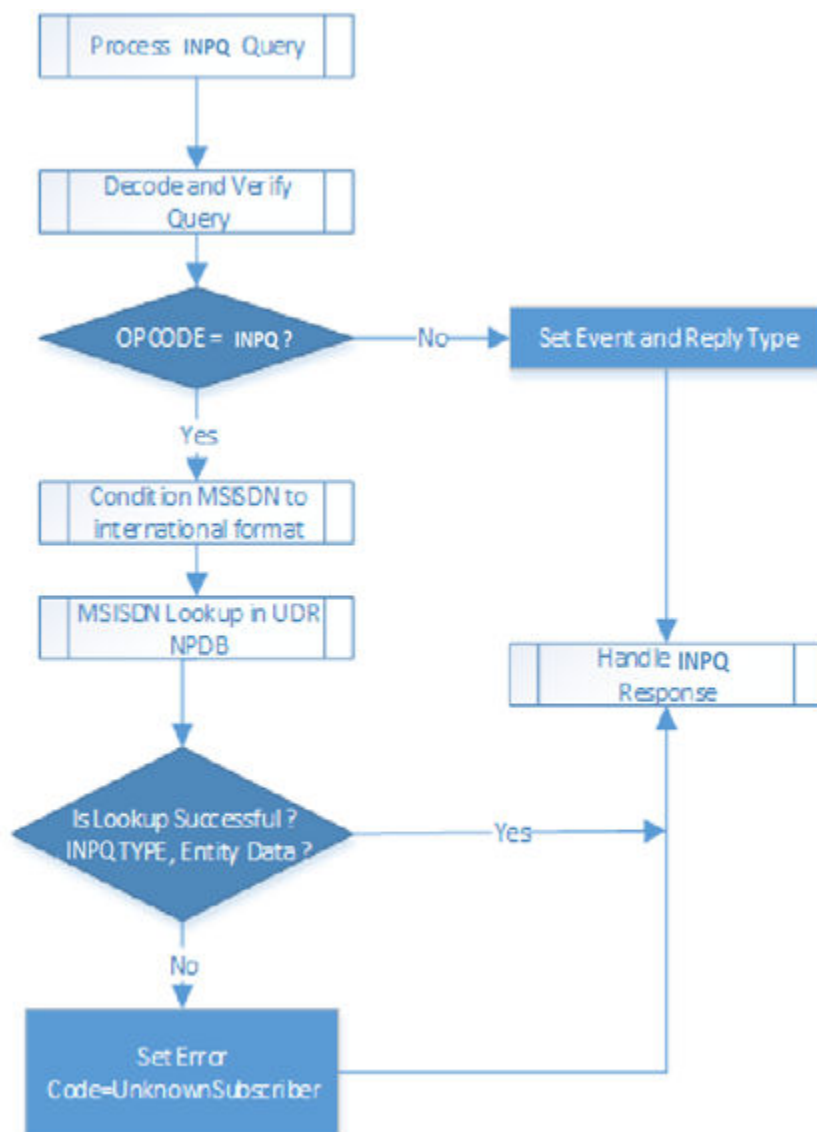 Process INPQ Query
Decode and Verify
Query
OPCODE = INPQ ?
No
Set Event and Reply Type
Yes
Condition MSISDN to
international format
MSISDN Lookup in UDR
NPDB
Handle INPQ
Response
Is Lookup Successful ?
INPQTYPE, Entity Data ?
Yes
No
Set Error
Code=UnknownSubscriber